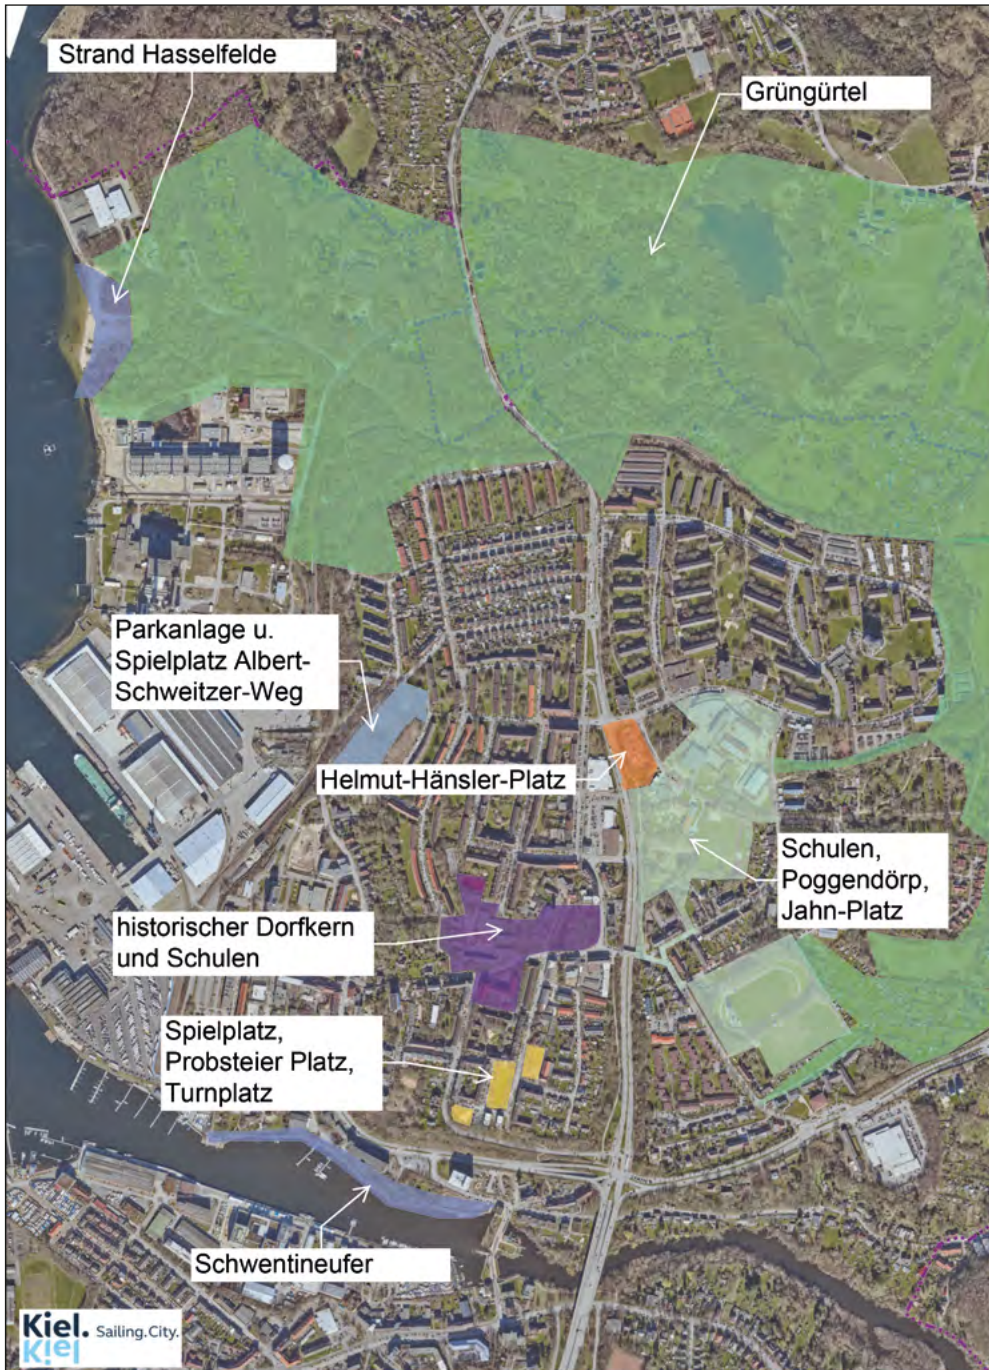 Strand Hasselfelde
Grüngürtel
Parkanlage u.
Spielplatz Albert-
Schweitzer-Weg
Helmut-Hänsler-Platz
Schulen,
Poggendörp,
Jahn-Platz
historischer Dorfkern
und Schulen
Spielplatz,
Probsteier Platz,
Turnplatz
Schwentineufer
Kiel. Sailing.City.
Kiel